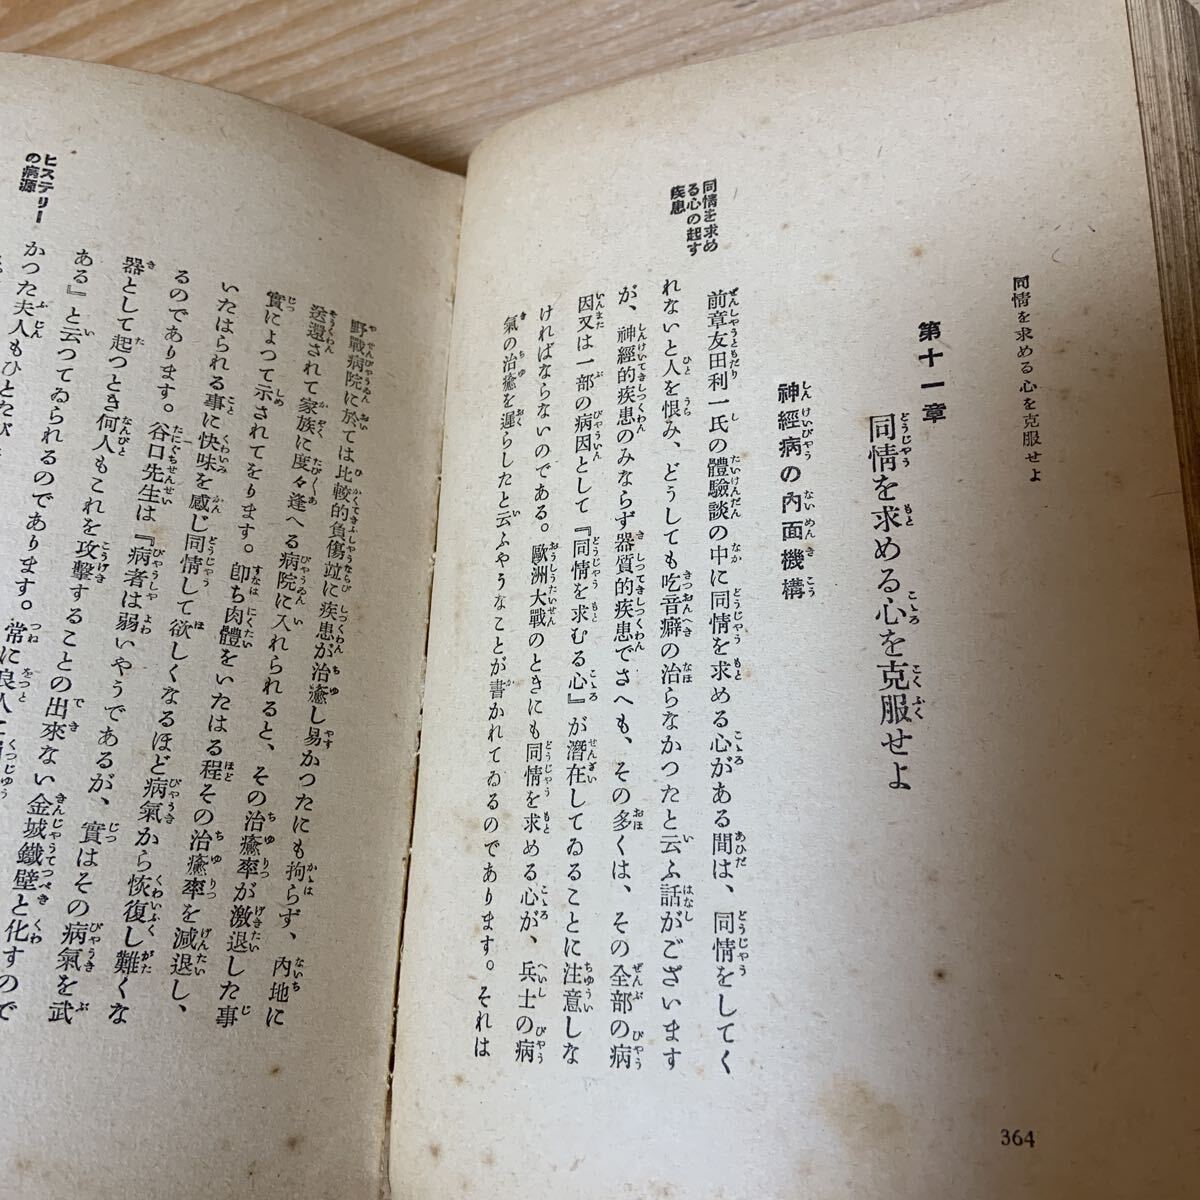 同情を求める心を克服せよ
第十一章 同情を求める心を克服せよ
神經病の内面機構
同情を求め
る心の起す
疾患
前章友田利一氏の體驗談の中に同情を求める心がある間は、同情をしてく
れないと人を恨み、どうしても吃音癖の治らなかつたと云ふ話がございます
が、神經的疾患のみならず器質的疾患でさへも、その多くは、その全部の病
因又は一部の病因として『同情を求むる心』が潛在してゐることに注意しな
ければならないのである。歐洲大戰のときにも同情を求める心が、兵士の病
氣の治癒を遲らしたと云ふやうなことが書かれてゐるのであります。それは
364
野戰病院に於ては比較的負傷竝に疾患が治癒し易かつたにも拘らず、内地に
送還されて家族に度々逢へる病院に入れられると、その治癒率が激退した事
實によつて示されてをります。卽ち肉體をいたはる程その治癒率を減退し、
いたはられる事に快味を感じ同情して欲しくなるほど病氣から恢復し難くな
るのであります。谷口先生は『病者は弱いやうであるが、實はその病氣を武
器として起つとき何人もこれを攻擊することの出來ない金城鐵壁と化すので
ある』と云つてゐられるのであります。常に良人に
ヒステリー
の病源
かつた夫人もひとたび